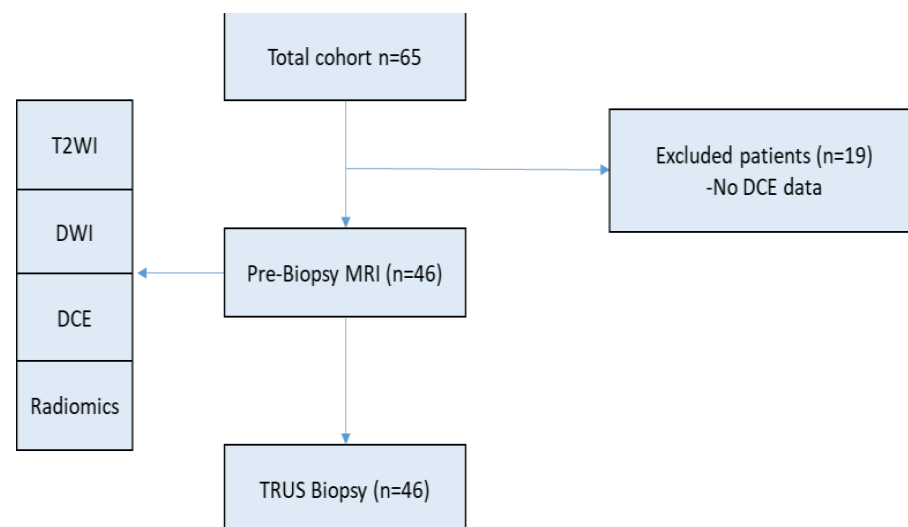 Total cohort n=65
T2WI
Excluded patients (n=19)
-No DCE data
DWI
Pre-Biopsy MRI (n=46)
DCE
Radiomics
TRUS Biopsy (n=46)